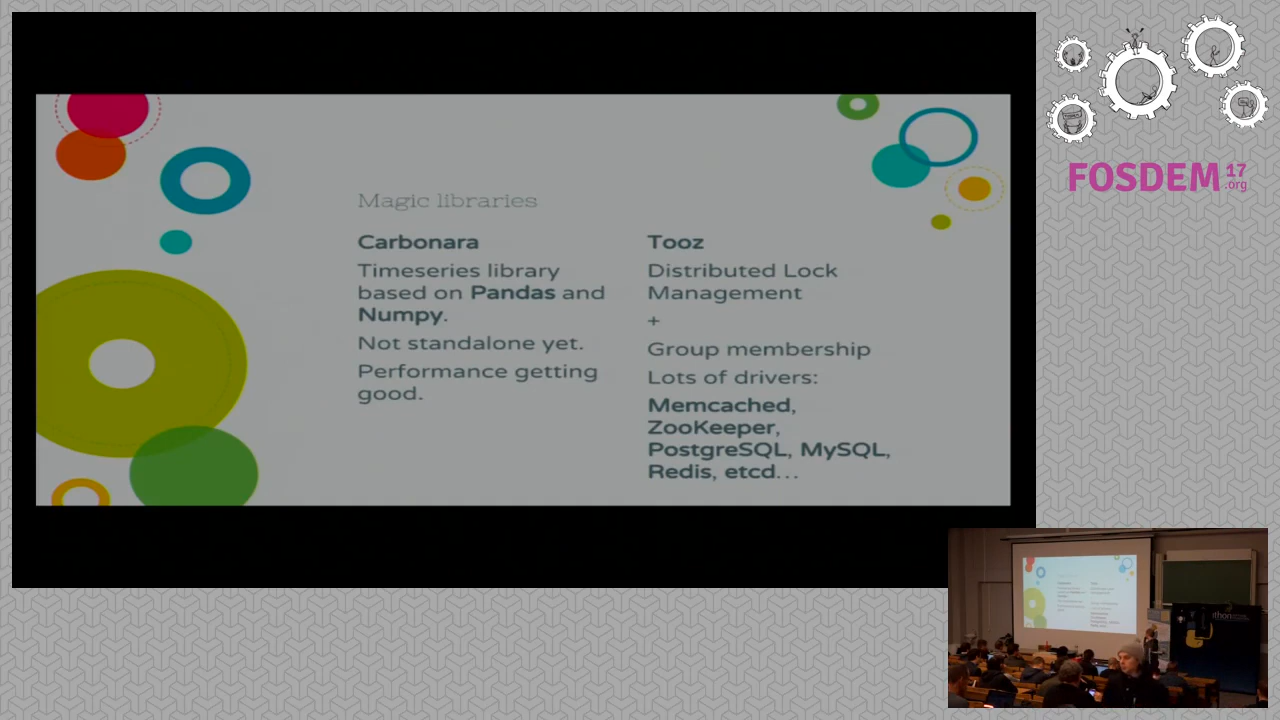 Magic libraries
Carbonara
Timeseries library
based on Pandas and
Numpy.
Not standalone yet.
Performance getting
good.
Tooz
Distributed Lock
Management
+
Group membership
Lots of drivers:
Memcached,
ZooKeeper,
PostgreSQL, MySQL,
Redis, etcd...
FOSDEM 17
.org